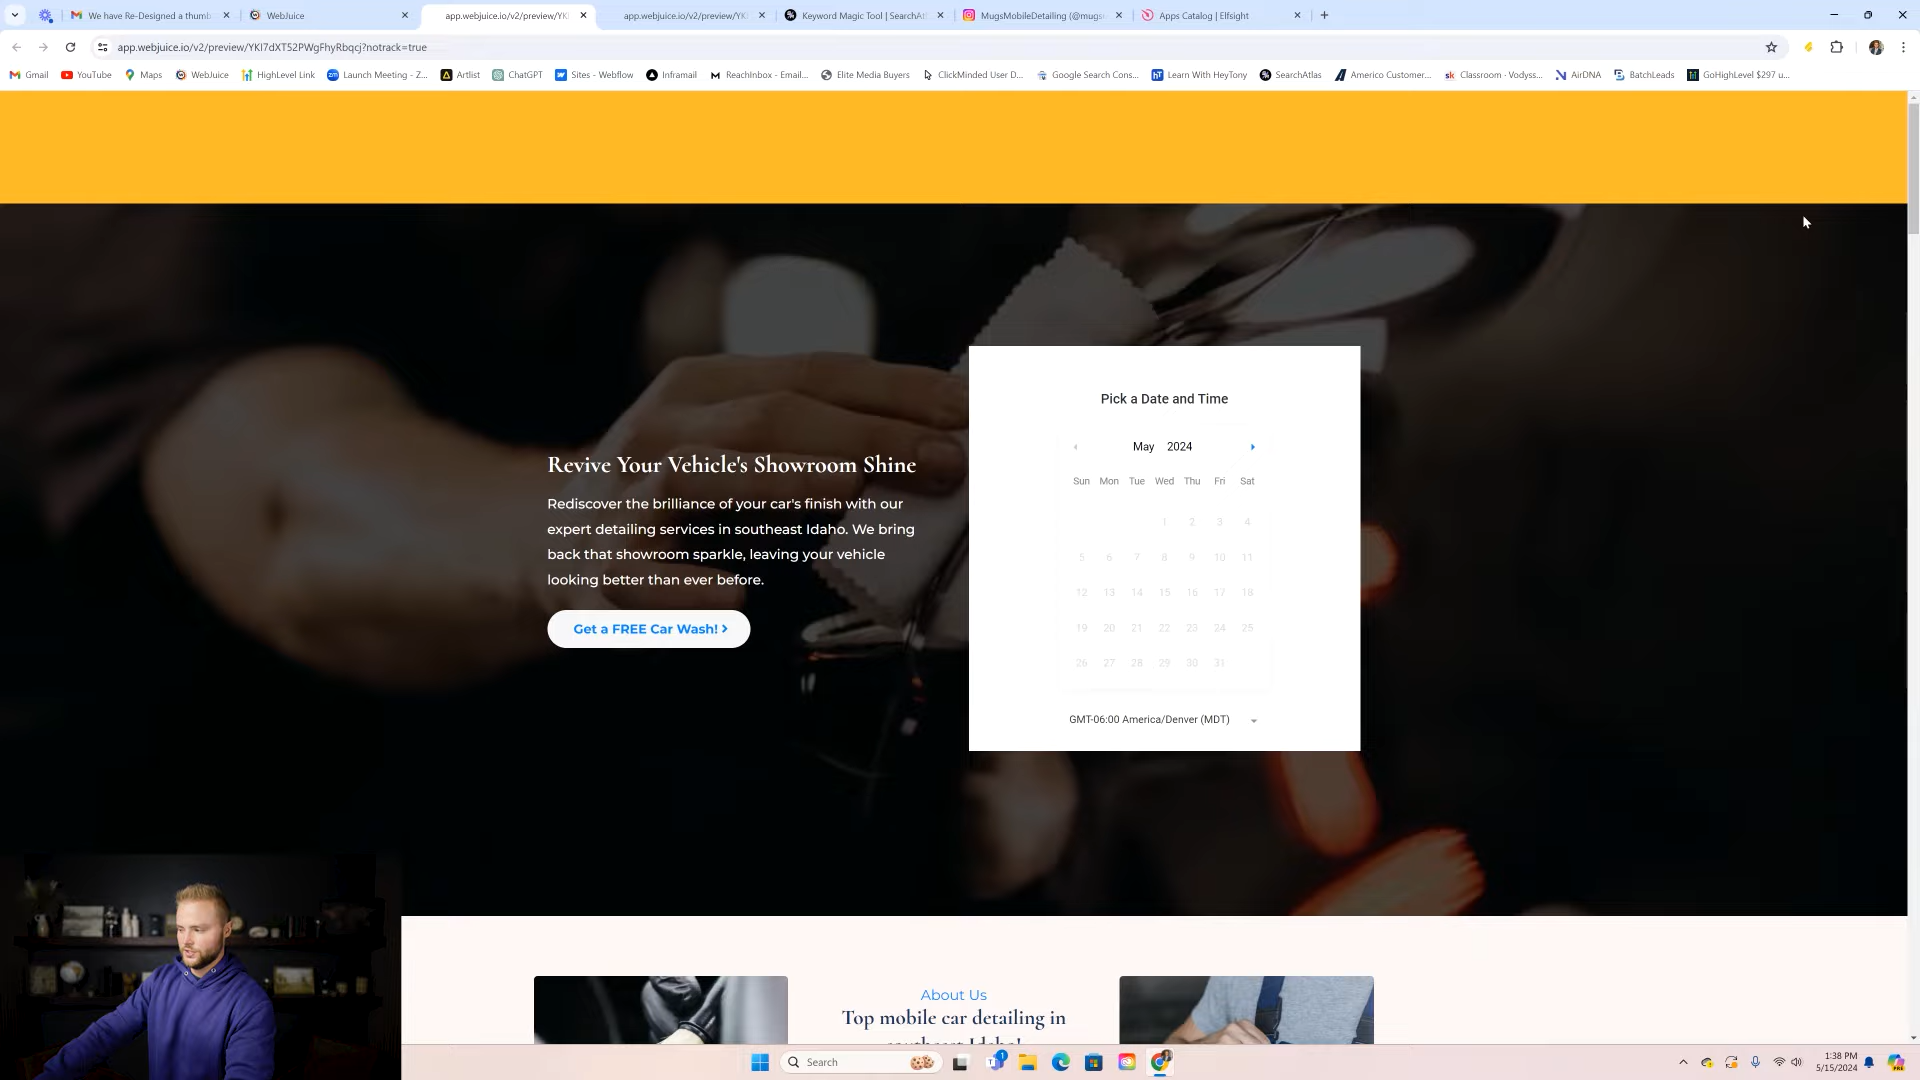 We have Re-Designed a thumb
WebJuice
app.webjuice.io/v2/preview/YK
app.webjuice.io/v2/preview/YK
Keyword Magic Tool | SearchAt
MugsMobileDetailing (@mugs
Apps Catalog | Elfsight
app.webjuice.io/v2/preview/YKl7dXT52PWgFhyRbqcj?notrack=true
Gmail YouTube Maps WebJuice HighLevel Link Launch Meeting - Z... Artlist ChatGPT Sites - Webflow Inframail ReachInbox - Email... Elite Media Buyers ClickMinded User D... Google Search Cons... Learn With HeyTony SearchAtlas Americo Customer... Classroom · Vodyss... AirDNA BatchLeads GoHighLevel $297 u...
Pick a Date and Time
May 2024
Sun Mon Tue Wed Thu Fri Sat
1 2 3 4
5 6 7 8 9 10 11
12 13 14 15 16 17 18
19 20 21 22 23 24 25
26 27 28 29 30 31
GMT-06:00 America/Denver (MDT)
Revive Your Vehicle's Showroom Shine
Rediscover the brilliance of your car's finish with our
expert detailing services in southeast Idaho. We bring
back that showroom sparkle, leaving your vehicle
looking better than ever before.
Get a FREE Car Wash!
About Us
Top mobile car detailing in
southeast Idaho!
Search
1:38 PM
5/15/2024